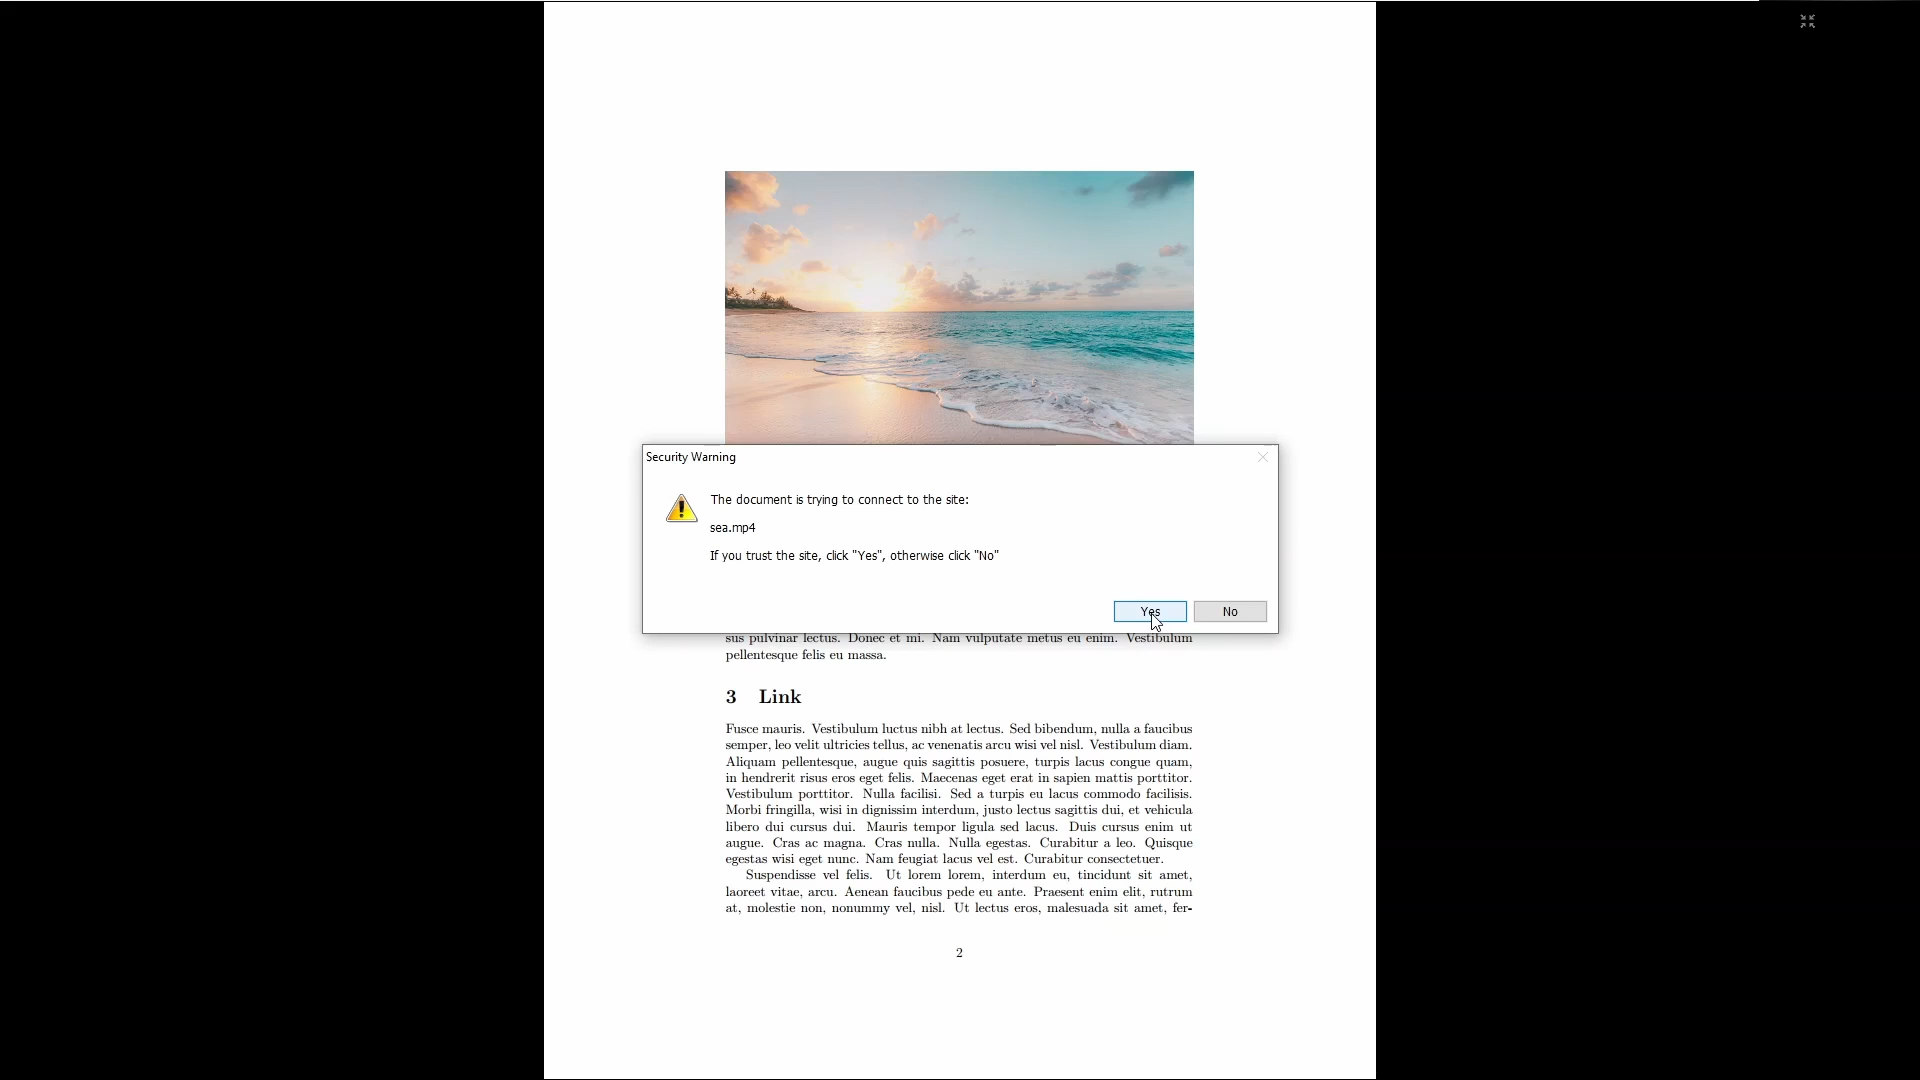 Security Warning
The document is trying to connect to the site:
sea.mp4
If you trust the site, click "Yes", otherwise click "No"
Yes
No
sus pulvinar lectus. Donec et mi. Nam vulputate metus eu enim. Vestibulum
pellentesque felis eu massa.
3 Link
Fusce mauris. Vestibulum luctus nibh at lectus. Sed bibendum, nulla a faucibus
semper, leo velit ultricies tellus, ac venenatis arcu wisi vel nisl. Vestibulum diam.
Aliquam pellentesque, augue quis sagittis posuere, turpis lacus congue quam,
in hendrerit risus eros eget felis. Maecenas eget erat in sapien mattis porttitor.
Vestibulum porttitor. Nulla facilisi. Sed a turpis eu lacus commodo facilisis.
Morbi fringilla, wisi in dignissim interdum, justo lectus sagittis dui, et vehicula
libero dui cursus dui. Mauris tempor ligula sed lacus. Duis cursus enim ut
augue. Cras ac magna. Cras nulla. Nulla egestas. Curabitur a leo. Quisque
egestas wisi eget nunc. Nam feugiat lacus vel est. Curabitur consectetuer.
Suspendisse vel felis. Ut lorem lorem, interdum eu, tincidunt sit amet,
laoreet vitae, arcu. Aenean faucibus pede eu ante. Praesent enim elit, rutrum
at, molestie non, nonummy vel, nisl. Ut lectus eros, malesuada sit amet, fer-
2